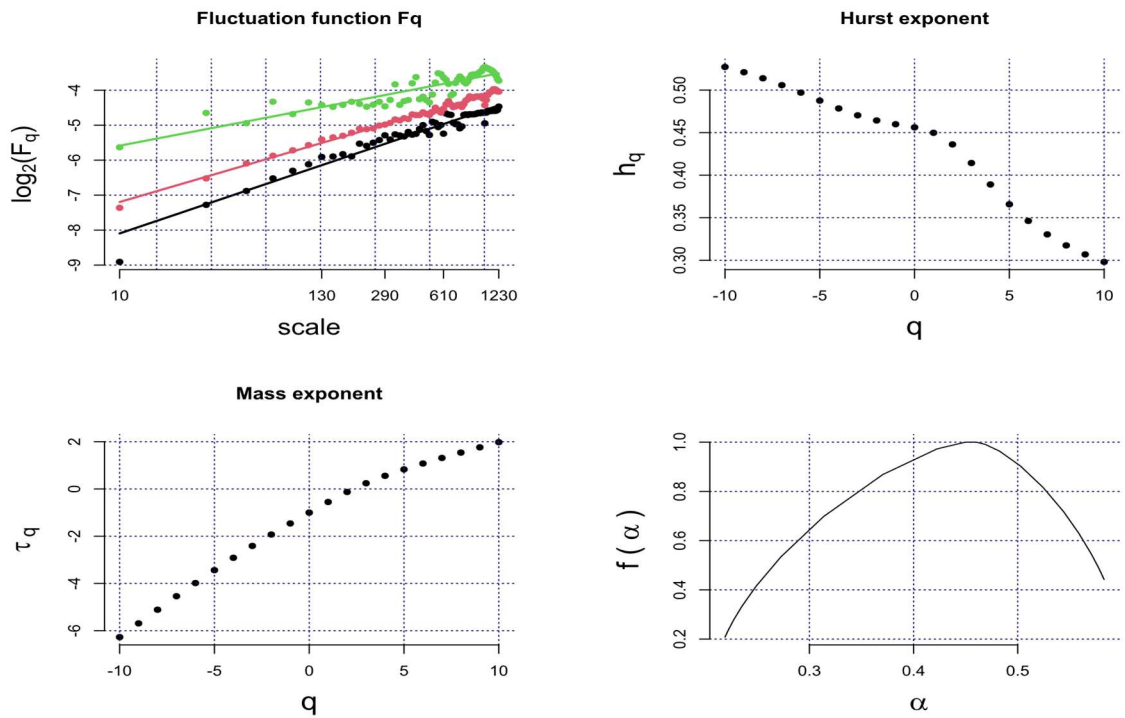 Fluctuation function Fq
log2(Fq)
4
-5
-6
-7
-8
-9
10 130 290 610 1230
scale
Hurst exponent
hq
0.50
0.45
0.40
0.35
0.30
-10 -5 0 5 10
q
Mass exponent
τq
2
0
2
4
-6
-10 -5 0 5 10
q
f ( α )
1.0
0.8
0.6
0.4
0.2
0.3 0.4 0.5
α